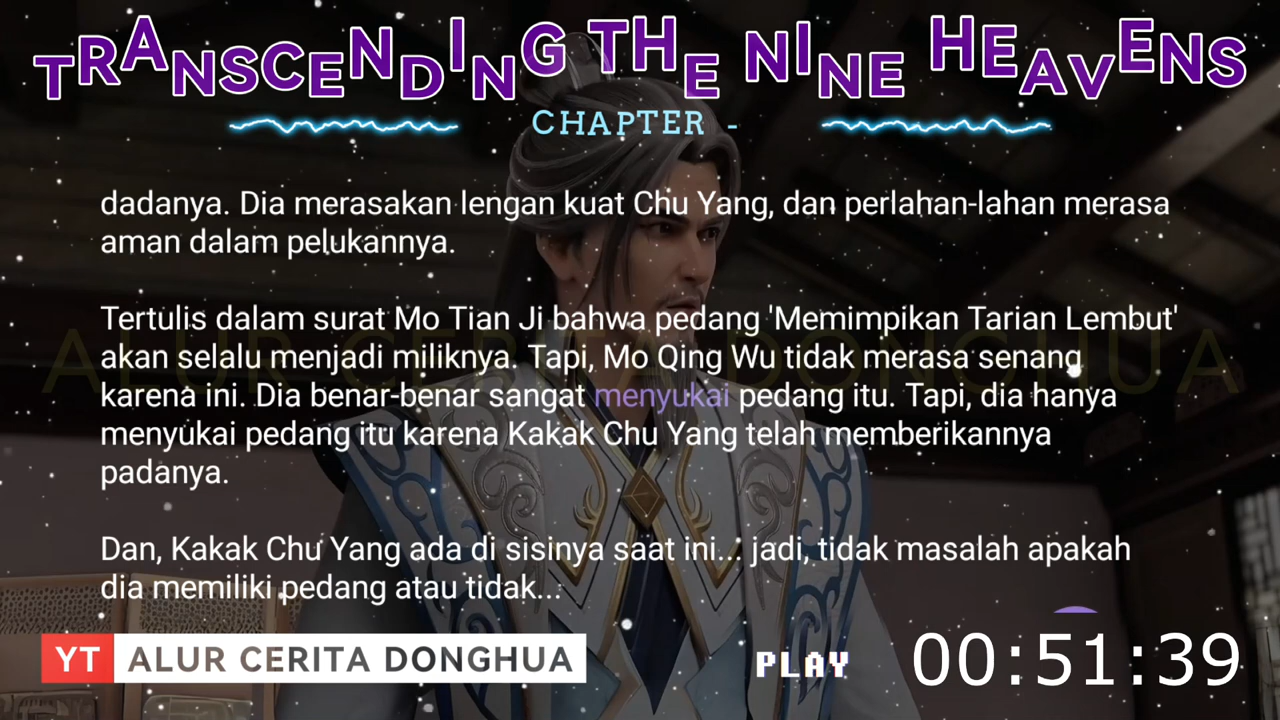 TRANSCENDING THE NINE HEAVENS
CHAPTER -
dadanya. Dia merasakan lengan kuat Chu Yang, dan perlahan-lahan merasa
aman dalam pelukannya.
Tertulis dalam surat Mo Tian Ji bahwa pedang 'Memimpikan Tarian Lembut'
akan selalu menjadi miliknya. Tapi, Mo Qing Wu tidak merasa senang
karena ini. Dia benar-benar sangat menyukai pedang itu. Tapi, dia hanya
menyukai pedang itu karena Kakak Chu Yang telah memberikannya
padanya.
Dan, Kakak Chu Yang ada di sisinya saat ini... jadi, tidak masalah apakah
dia memiliki pedang atau tidak...
ALUR CERITA DONGHUA
YT ALUR CERITA DONGHUA
PLAY
00:51:39